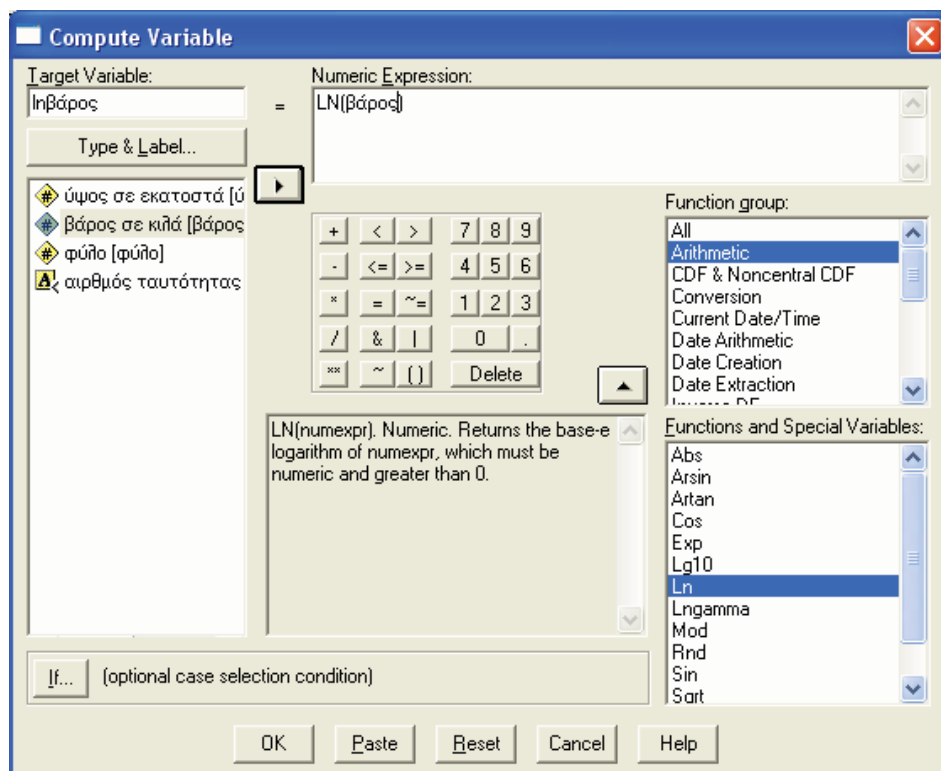 Compute Variable
Target Variable:
lnβάρος
=
Numeric Expression:
LN(βάρος)
Type & Label...
ύψος σε εκατοστά [ύ
βάρος σε κιλά [βάρος
φύλο [φύλο]
αιρθμός ταυτότητας
+ < > 7 8 9
- <= >= 4 5 6
* = ~= 1 2 3
/ & | 0 .
** ~ () Delete
LN(numexpr). Numeric. Returns the base-e
logarithm of numexpr, which must be
numeric and greater than 0.
Function group:
All
Arithmetic
CDF & Noncentral CDF
Conversion
Current Date/Time
Date Arithmetic
Date Creation
Date Extraction
Inverse DF
Functions and Special Variables:
Abs
Arsin
Artan
Cos
Exp
Lg10
Ln
Lngamma
Mod
Rnd
Sin
Sqrt
If... (optional case selection condition)
OK Paste Reset Cancel Help